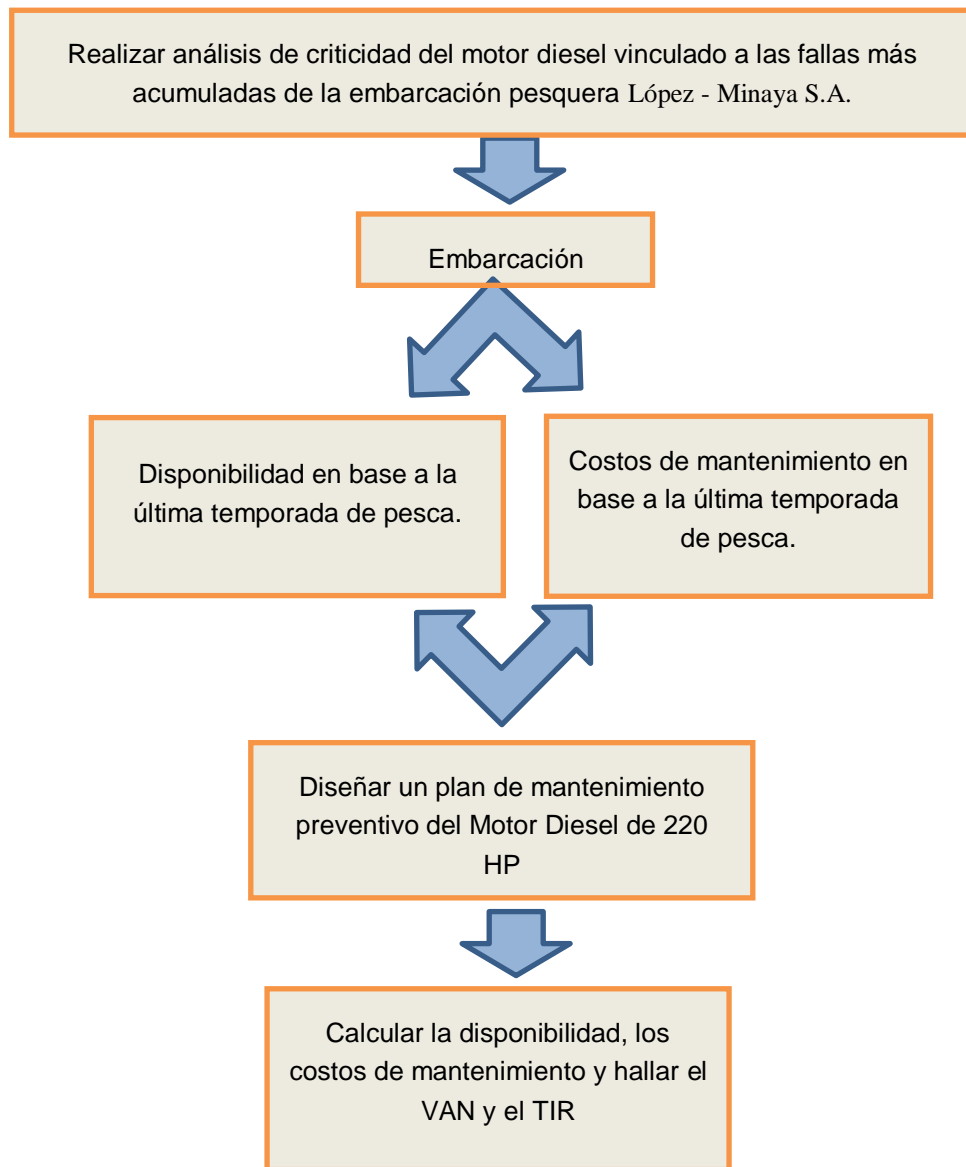 Realizar análisis de criticidad del motor diesel vinculado a las fallas más
acumuladas de la embarcación pesquera López - Minaya S.A.
Embarcación
Disponibilidad en base a la
última temporada de pesca.
Costos de mantenimiento en
base a la última temporada
de pesca.
Diseñar un plan de mantenimiento
preventivo del Motor Diesel de 220
HP
Calcular la disponibilidad, los
costos de mantenimiento y hallar el
VAN y el TIR